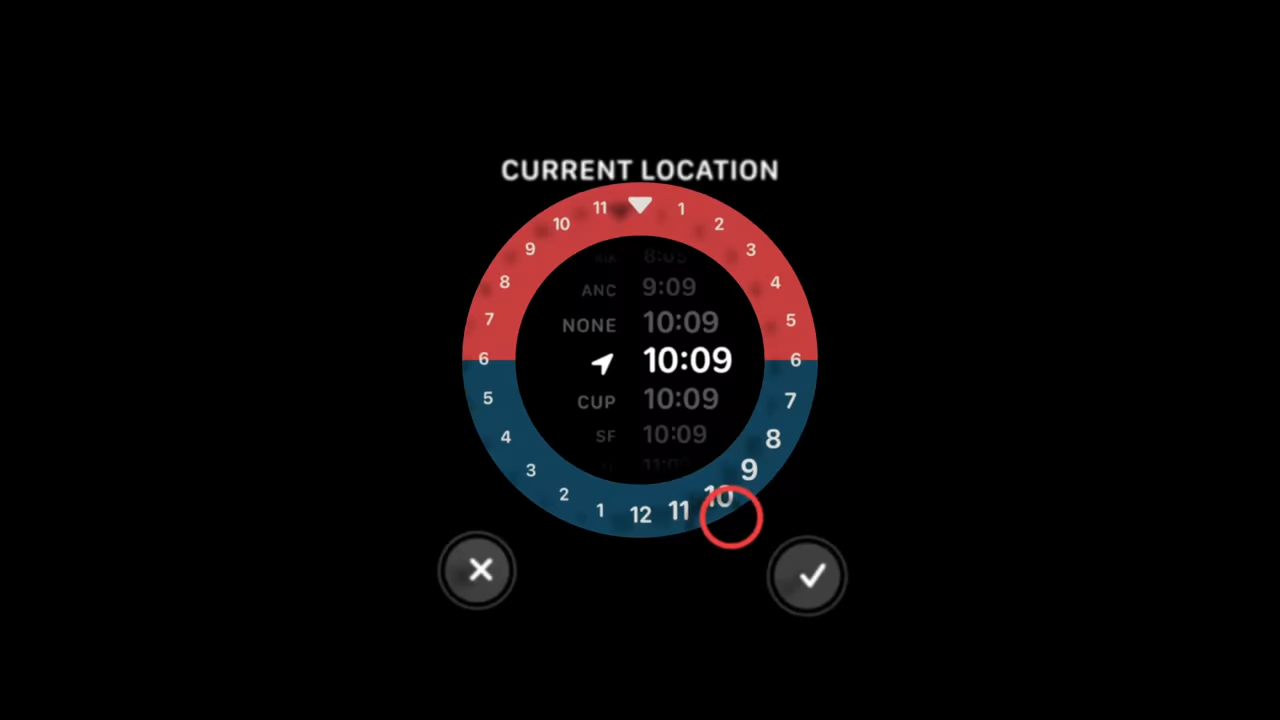 CURRENT LOCATION
11 1
10 2
9 3
8 4
7 5
6 6
5 7
4 8
3 9
2 10
1 12 11
8:05
ANC 9:09
NONE 10:09
10:09
CUP 10:09
SF 10:09